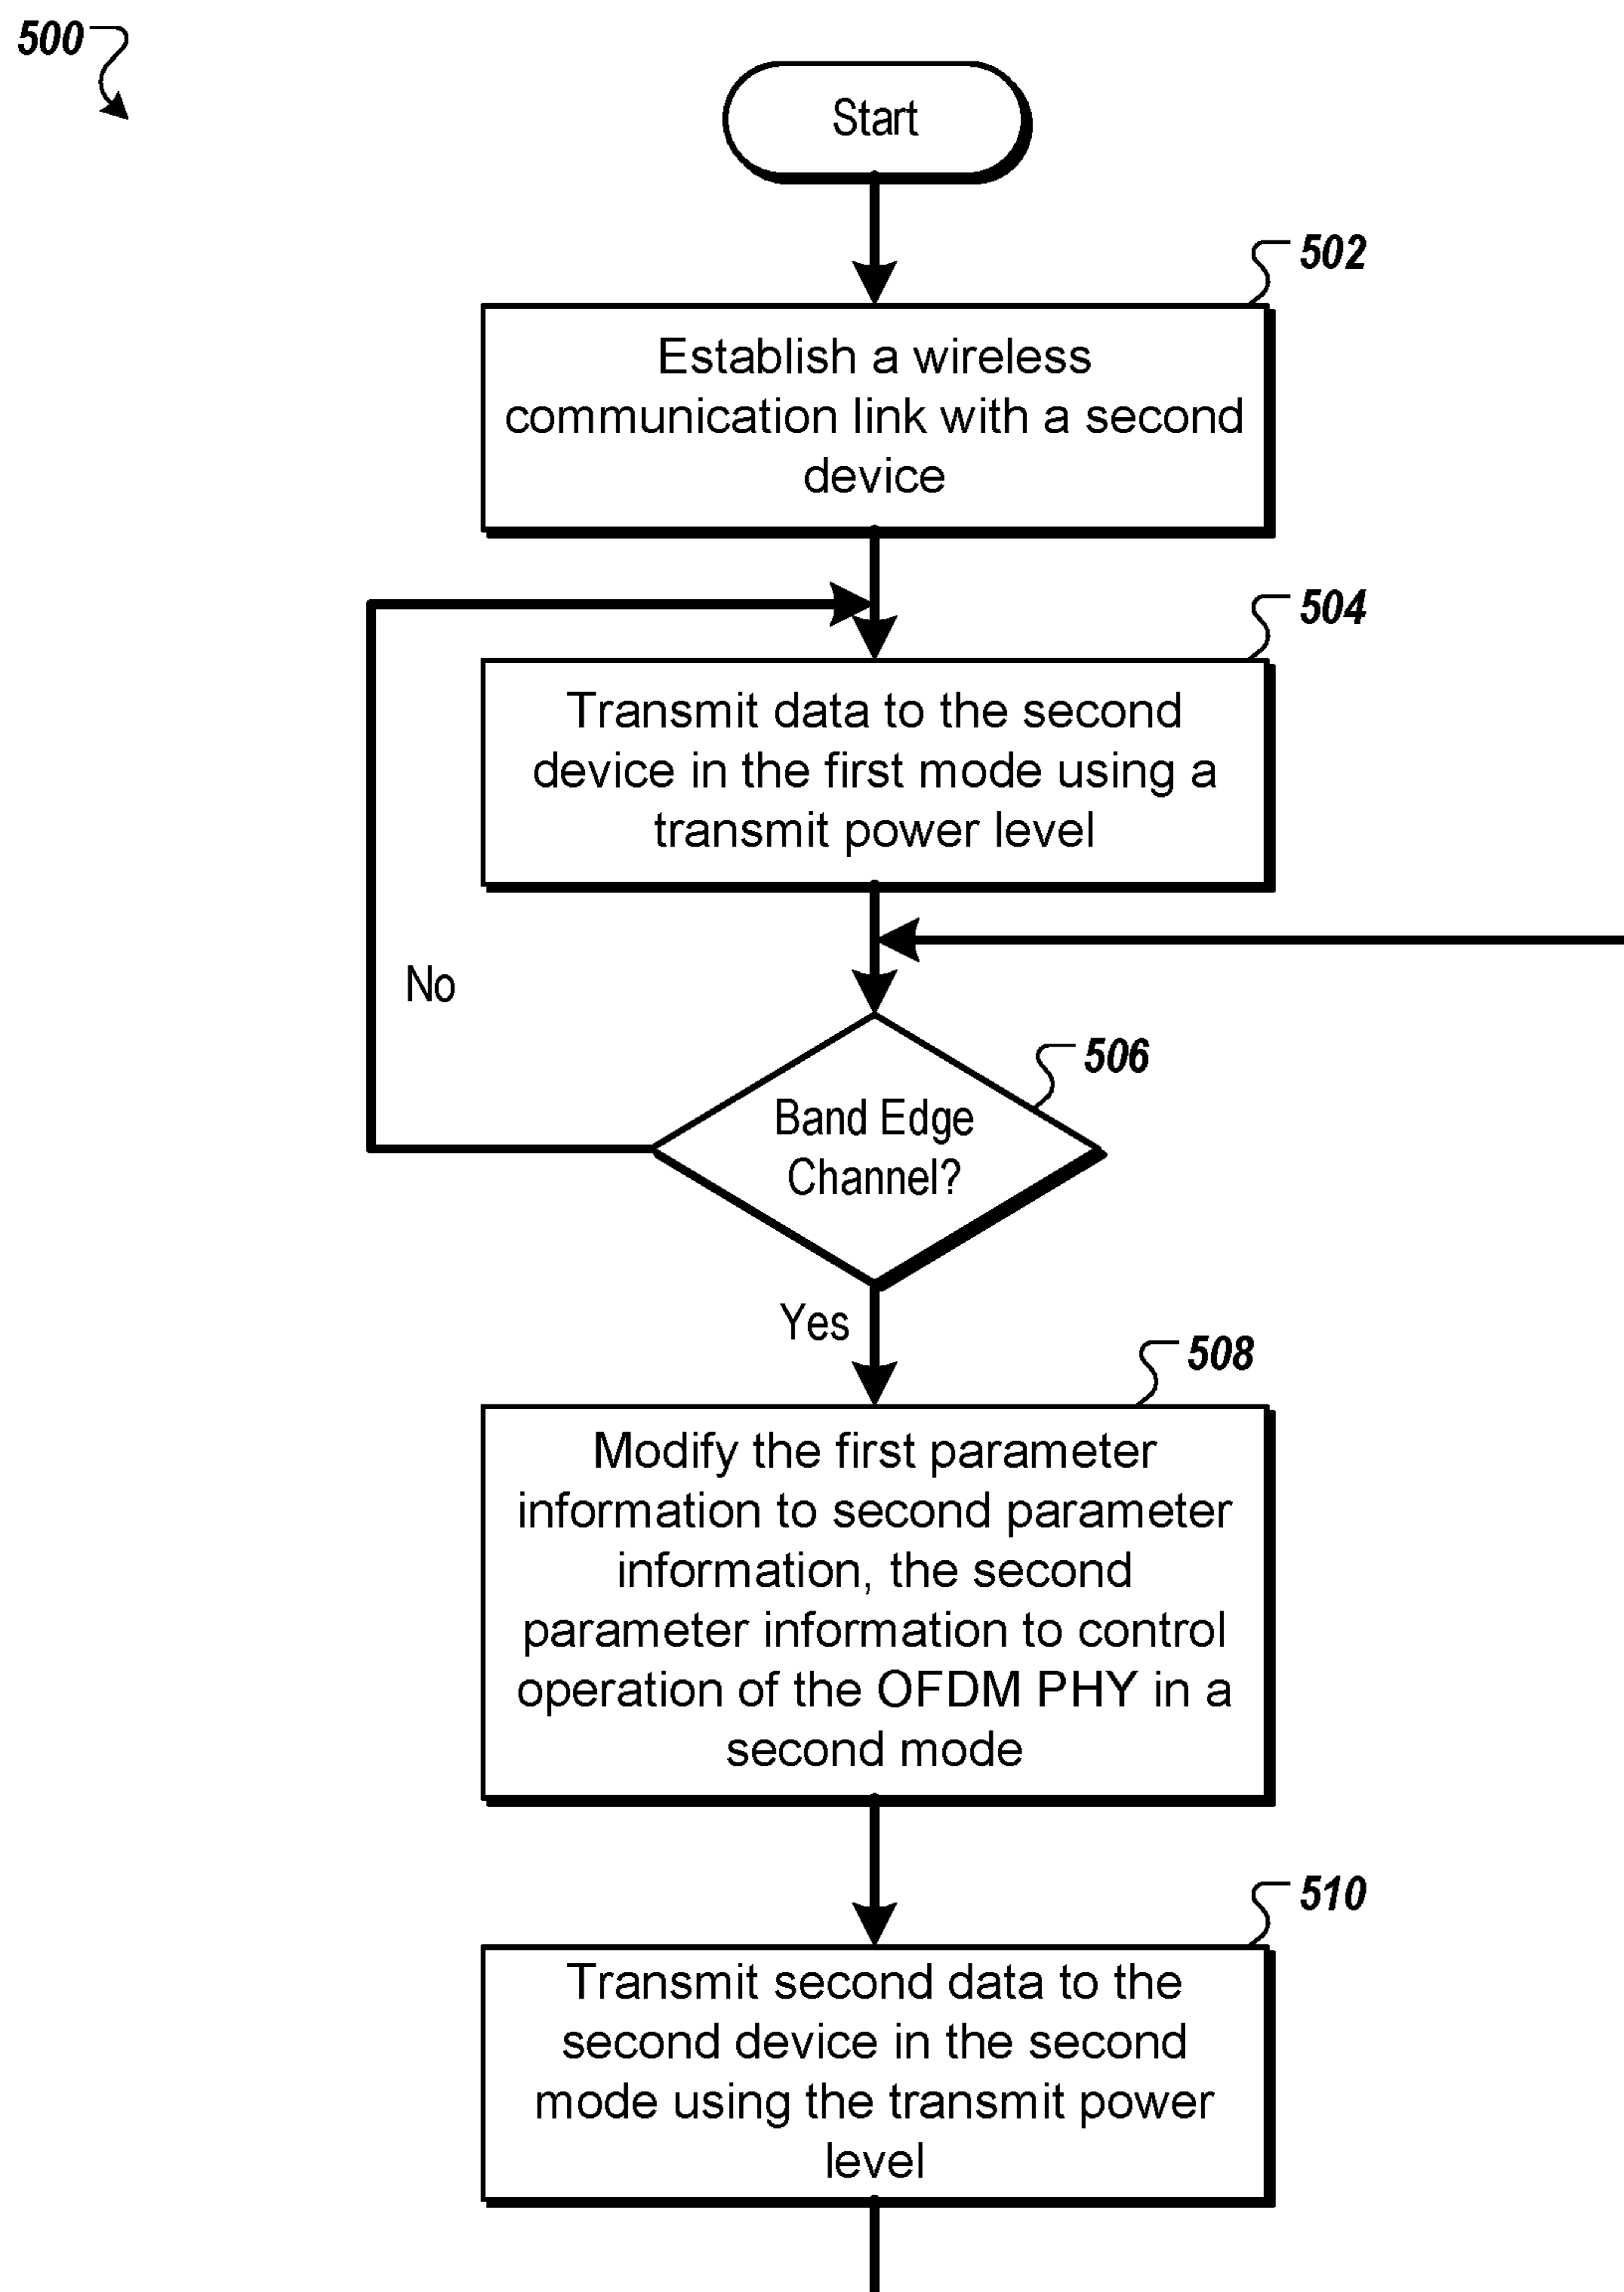 500
Start
502
Establish a wireless
communication link with a second
device
504
Transmit data to the second
device in the first mode using a
transmit power level
No
506
Band Edge
Channel?
Yes
508
Modify the first parameter
information to second parameter
information, the second
parameter information to control
operation of the OFDM PHY in a
second mode
510
Transmit second data to the
second device in the second
mode using the transmit power
level